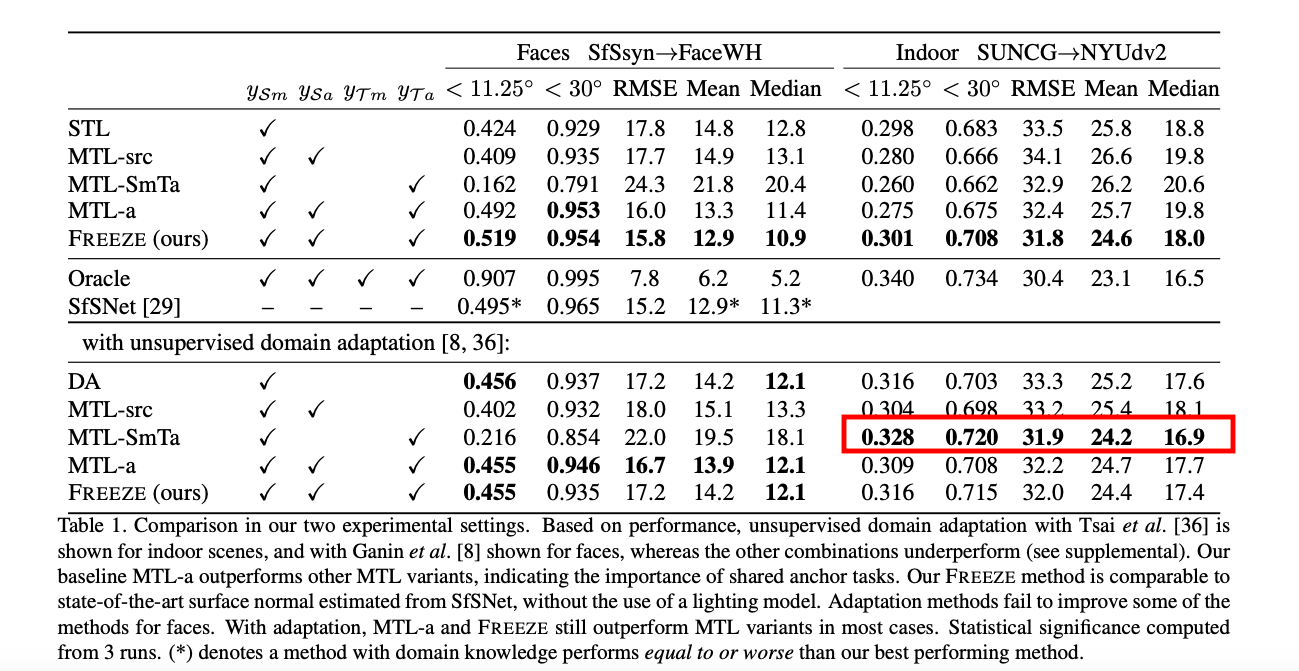 Faces SfSsyn→FaceWH Indoor SUNCG→NYUdv2
y𝒮m y𝒮a y𝒯m y𝒯a < 11.25° < 30° RMSE Mean Median < 11.25° < 30° RMSE Mean Median
STL ✓ 0.424 0.929 17.8 14.8 12.8 0.298 0.683 33.5 25.8 18.8
MTL-src ✓ ✓ 0.409 0.935 17.7 14.9 13.1 0.280 0.666 34.1 26.6 19.8
MTL-SmTa ✓ ✓ 0.162 0.791 24.3 21.8 20.4 0.260 0.662 32.9 26.2 20.6
MTL-a ✓ ✓ ✓ 0.492 0.953 16.0 13.3 11.4 0.275 0.675 32.4 25.7 19.8
FREEZE (ours) ✓ ✓ ✓ 0.519 0.954 15.8 12.9 10.9 0.301 0.708 31.8 24.6 18.0
Oracle ✓ ✓ ✓ ✓ 0.907 0.995 7.8 6.2 5.2 0.340 0.734 30.4 23.1 16.5
SfSNet [29] – – – – 0.495* 0.965 15.2 12.9* 11.3*
with unsupervised domain adaptation [8, 36]:
DA ✓ 0.456 0.937 17.2 14.2 12.1 0.316 0.703 33.3 25.2 17.6
MTL-src ✓ ✓ 0.402 0.932 18.0 15.1 13.3 0.304 0.698 33.2 25.4 18.1
MTL-SmTa ✓ ✓ 0.216 0.854 22.0 19.5 18.1 0.328 0.720 31.9 24.2 16.9
MTL-a ✓ ✓ ✓ 0.455 0.946 16.7 13.9 12.1 0.309 0.708 32.2 24.7 17.7
FREEZE (ours) ✓ ✓ ✓ 0.455 0.935 17.2 14.2 12.1 0.316 0.715 32.0 24.4 17.4
Table 1. Comparison in our two experimental settings. Based on performance, unsupervised domain adaptation with Tsai et al. [36] is
shown for indoor scenes, and with Ganin et al. [8] shown for faces, whereas the other combinations underperform (see supplemental). Our
baseline MTL-a outperforms other MTL variants, indicating the importance of shared anchor tasks. Our FREEZE method is comparable to
state-of-the-art surface normal estimated from SfSNet, without the use of a lighting model. Adaptation methods fail to improve some of the
methods for faces. With adaptation, MTL-a and FREEZE still outperform MTL variants in most cases. Statistical significance computed
from 3 runs. (*) denotes a method with domain knowledge performs equal to or worse than our best performing method.